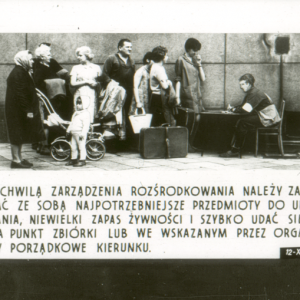 CHWILĄ ZARZĄDZENIA ROZŚRODKOWANIA NALEŻY ZA
ZE SOBĄ NAJPOTRZEBNIEJSZE PRZEDMIOTY DO
NIEWIELKI ZAPAS ŻYWNOŚCI I SZYBKO UDAĆ
PUNKT ZBIÓRKI LUB WE WSKAZANYM PRZEZ
PORZĄDKOWE KIERUNKU.